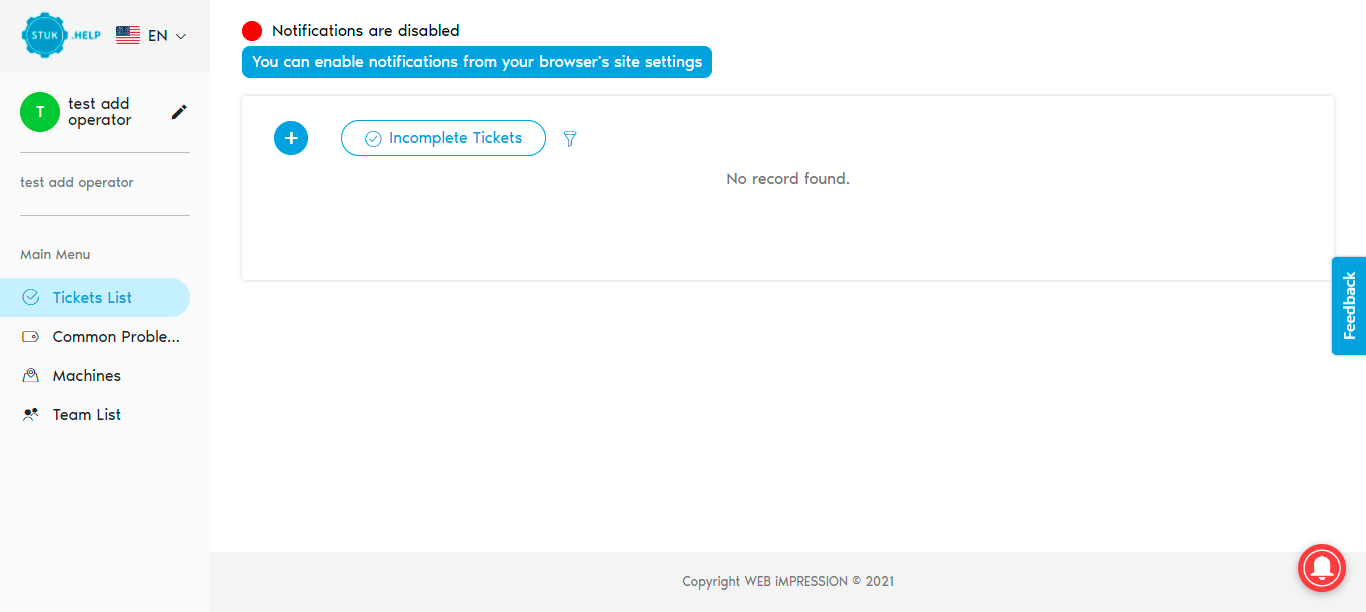 STUK .HELP
EN
T
test add
operator
test add operator
Main Menu
Tickets List
Common Proble...
Machines
Team List
Notifications are disabled
You can enable notifications from your browser's site settings
Incomplete Tickets
No record found.
Feedback
Copyright WEB iMPRESSION © 2021